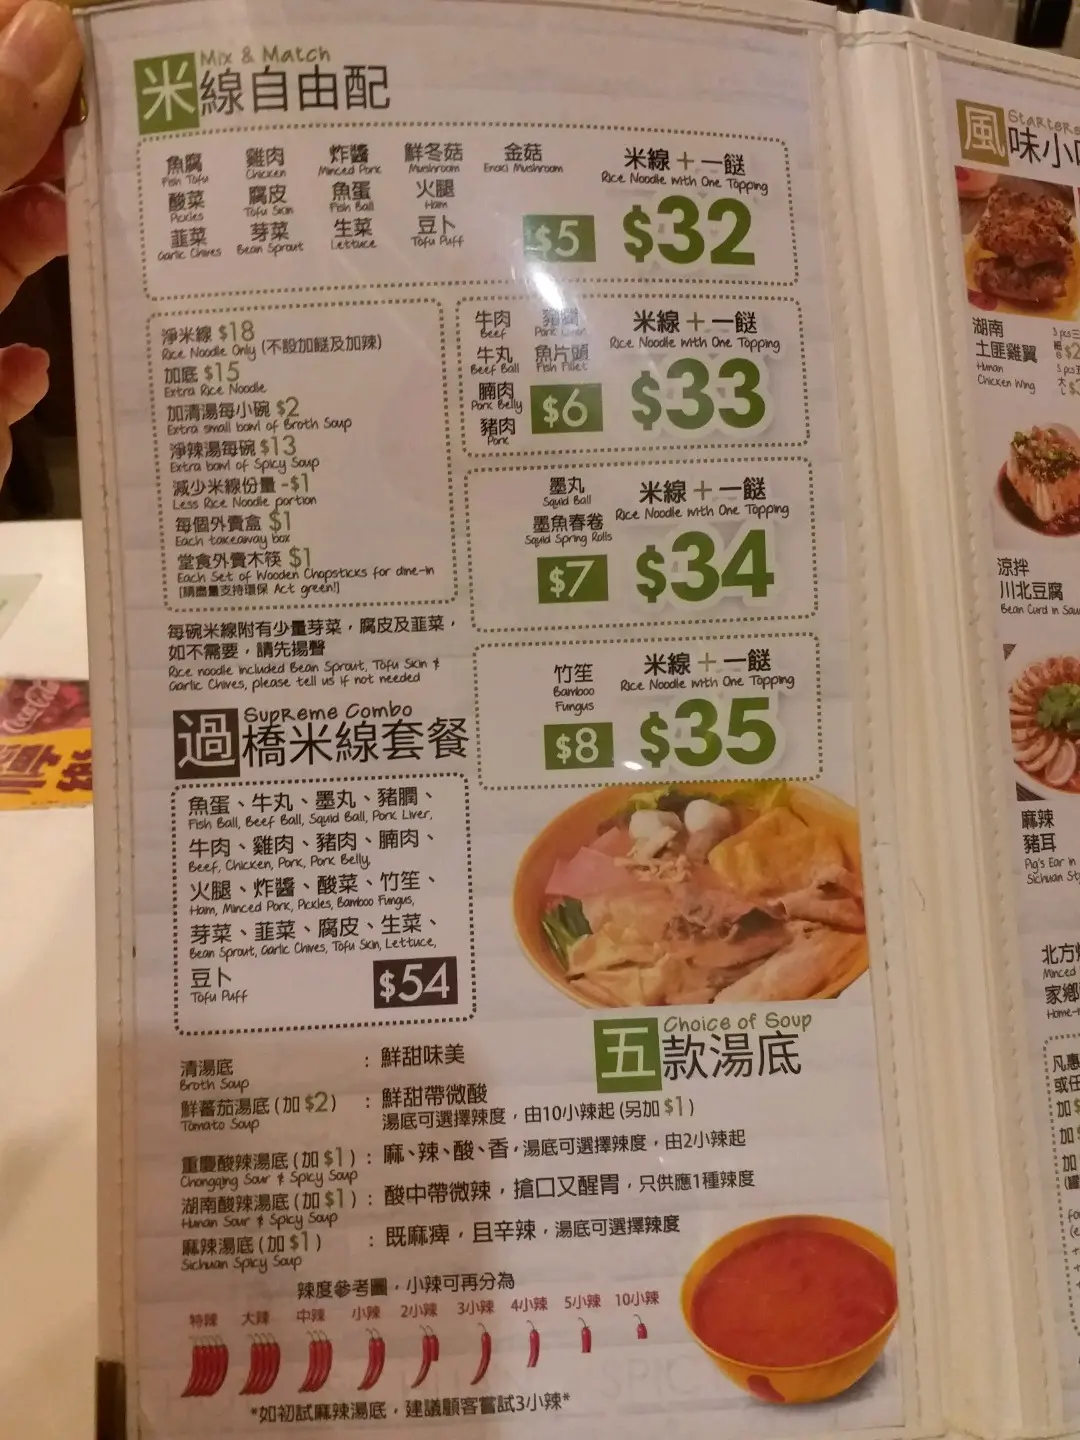 Mix & Match
米線自由配
魚腐 雞肉 炸醬 鮮冬菇 金菇
Fish Tofu Chicken Minced Pork Mushroom Enoki Mushroom
酸菜 腐皮 魚蛋 火腿
Pickles Tofu Skin Fish Ball Ham
韮菜 芽菜 生菜 豆卜
Garlic Chives Bean Sprout Lettuce Tofu Puff
米線+一餸
Rice Noodle with One Topping
$5 $32
淨米線 $18
Rice Noodle Only (不設加餸及加辣)
加底 $15
Extra Rice Noodle
加清湯每小碗 $2
Extra small bowl of Broth Soup
淨辣湯每碗 $13
Extra bowl of Spicy Soup
減少米線份量 -$1
Less Rice Noodle portion
每個外賣盒 $1
Each takeaway box
堂食外賣木筷 $1
Each Set of Wooden Chopsticks for dine-in
[請盡量支持環保 Act green!]
牛肉 豬膶
Beef Pork Liver
牛丸 魚片頭
Beef Ball Fish Fillet
腩肉
Pork Belly
豬肉
Pork
米線+一餸
Rice Noodle with One Topping
$6 $33
墨丸
Squid Ball
墨魚春卷
Squid Spring Rolls
米線+一餸
Rice Noodle with One Topping
$7 $34
竹笙
Bamboo
Fungus
米線+一餸
Rice Noodle with One Topping
$8 $35
每碗米線附有少量芽菜，腐皮及韮菜，
如不需要，請先揚聲
Rice noodle included Bean Sprout, Tofu Skin &
Garlic Chives, please tell us if not needed
Supreme Combo
過橋米線套餐
魚蛋、牛丸、墨丸、豬膶、
Fish Ball, Beef Ball, Squid Ball, Pork Liver,
牛肉、雞肉、豬肉、腩肉、
Beef, Chicken, Pork, Pork Belly,
火腿、炸醬、酸菜、竹笙、
Ham, Minced Pork, Pickles, Bamboo Fungus,
芽菜、韮菜、腐皮、生菜、
Bean Sprout, Garlic Chives, Tofu Skin, Lettuce,
豆卜
Tofu Puff
$54
Choice of Soup
五款湯底
清湯底 : 鮮甜味美
Broth Soup
鮮蕃茄湯底 (加 $2) : 鮮甜帶微酸
Tomato Soup 湯底可選擇辣度，由10小辣起 (另加 $1)
重慶酸辣湯底 (加 $1) : 麻、辣、酸、香，湯底可選擇辣度，由2小辣起
Chongqing Sour & Spicy Soup
湖南酸辣湯底 (加 $1) : 酸中帶微辣，搶口又醒胃，只供應1種辣度
Hunan Sour & Spicy Soup
麻辣湯底 (加 $1) : 既麻痺，且辛辣，湯底可選擇辣度
Sichuan Spicy Soup
辣度參考圖，小辣可再分為
特辣 大辣 中辣 小辣 2小辣 3小辣 4小辣 5小辣 10小辣
*如初試麻辣湯底，建議顧客嘗試3小辣*
Coca-Cola
Starters
風味小
湖南
土匪雞翼
Hunan
Chicken Wing
3 pcs
5 pcs
涼拌
川北豆腐
Bean Curd in
麻辣
豬耳
Pig's Ear in
Sichuan
北方
Minced
家鄉
Home-
凡惠
或任
加
加
加